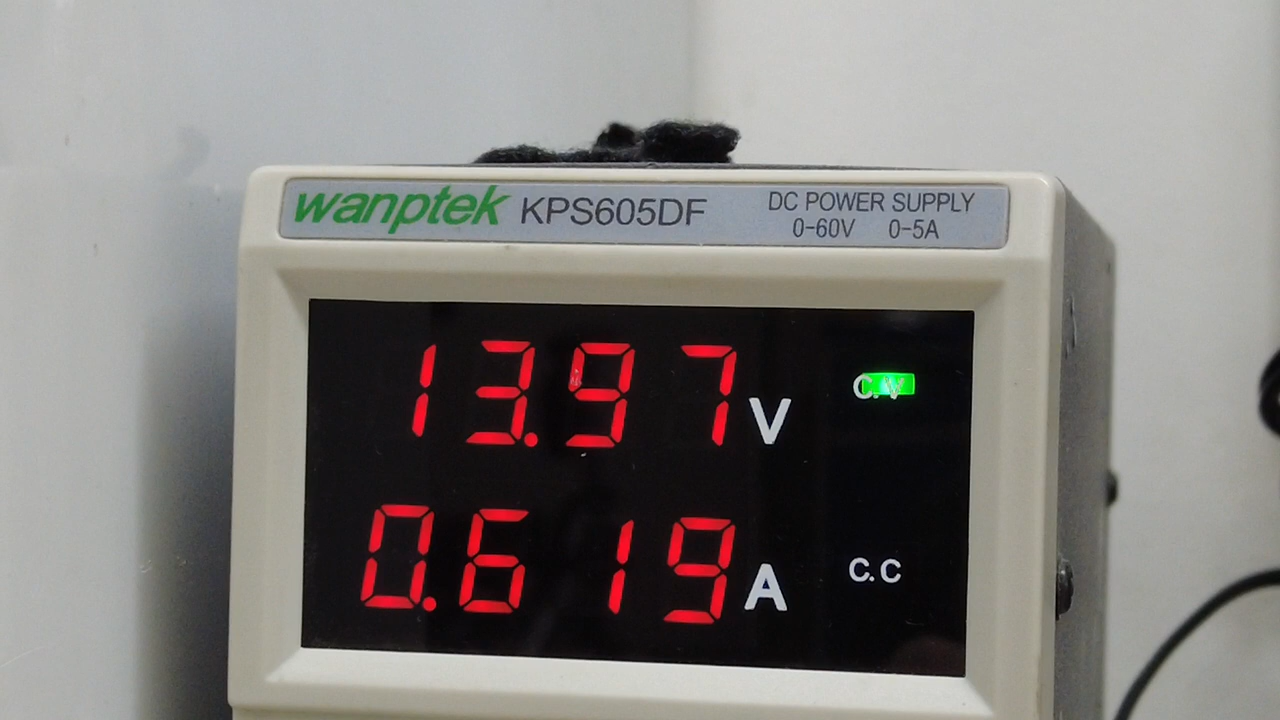 wanptek KPS605DF DC POWER SUPPLY
0-60V 0-5A
13.97 V C.V
0.619 A C.C